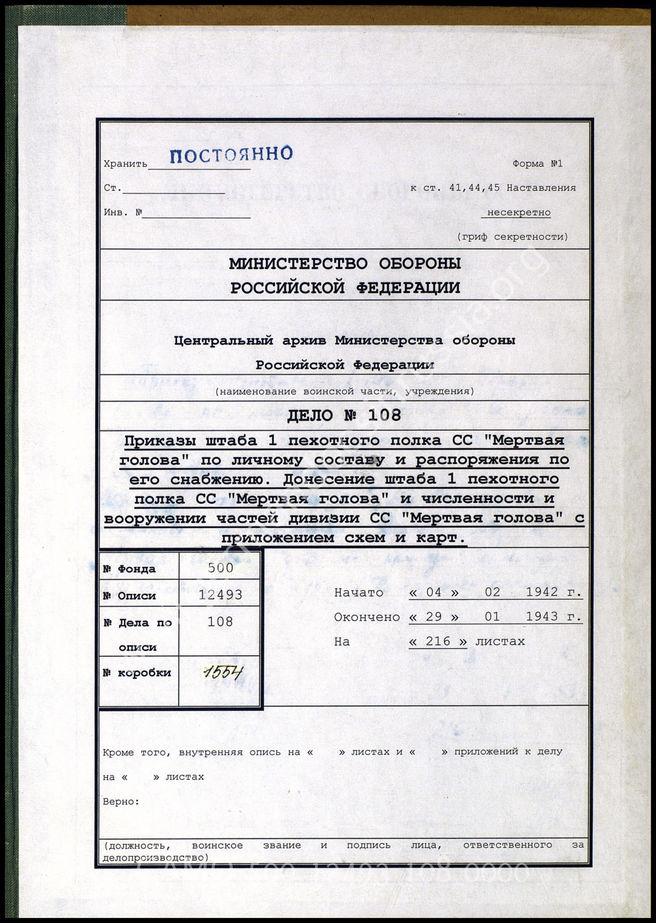 Хранить ПОСТОЯННО
Форма №1
Ст.
к ст. 41,44,45 Наставления
Инв. №
несекретно
(гриф секретности)
МИНИСТЕРСТВО ОБОРОНЫ
РОССИЙСКОЙ ФЕДЕРАЦИИ
Центральный архив Министерства обороны
Российской Федерации
(наименование воинской части, учреждения)
ДЕЛО № 108
Приказы штаба 1 пехотного полка СС "Мертвая
голова" по личному составу и распоряжения по
его снабжению. Донесение штаба 1 пехотного
полка СС "Мертвая голова" и численности и
вооружении частей дивизии СС "Мертвая голова" с
приложением схем и карт.
№ Фонда 500
№ Описи 12493
№ Дела по описи 108
№ коробки 1554
Начато « 04 » 02 1942 г.
Окончено « 29 » 01 1943 г.
На « 216 » листах
Кроме того, внутренняя опись на « » листах и « » приложений к делу
на « » листах
Верно:
(должность, воинское звание и подпись лица, ответственного за
делопроизводство)